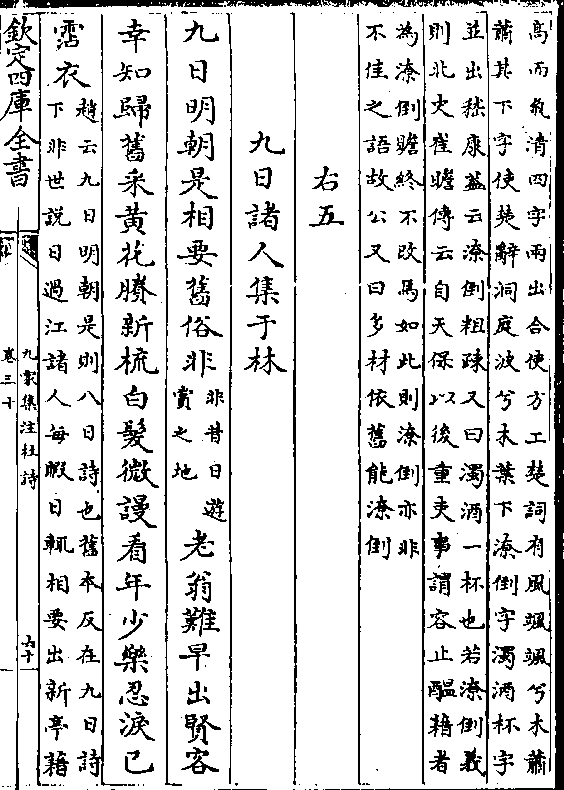 高而氣清四字兩出合使方工楚詞有風颯颯兮木蕭
蕭其下字使楚辭洞庭波兮木葉下潦倒字濁酒杯字
並出嵇康蓋云潦倒粗疎又曰濁酒一杯也若潦倒義
則北史崔瞻傳云自天保以後重吏事謂容止醞藉者
為潦倒瞻終不改焉如此則潦倒亦非
不佳之語故公又曰多材依舊能潦倒
右五
九日諸人集于林
九日明朝是相要舊俗非非昔日遊賞之地老翁難早出賢客
幸知歸舊采黃花賸新梳白髮微謾看年少樂忍淚已
霑衣趙云九日明朝是則八日詩也舊本反在九日詩
下非世説曰過江諸人每暇日輒相要出新亭藉
欽定四庫全書
九家集注杜詩
卷三十
六十